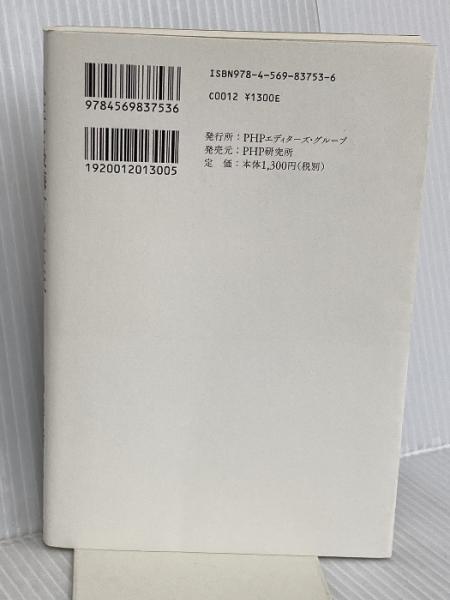 ISBN978-4-569-83753-6
C0012 ¥1300E
9784569837536
1920012013005
発行所：PHPエディターズ・グループ
発売元：PHP研究所
定　価：本体1,300円（税別）